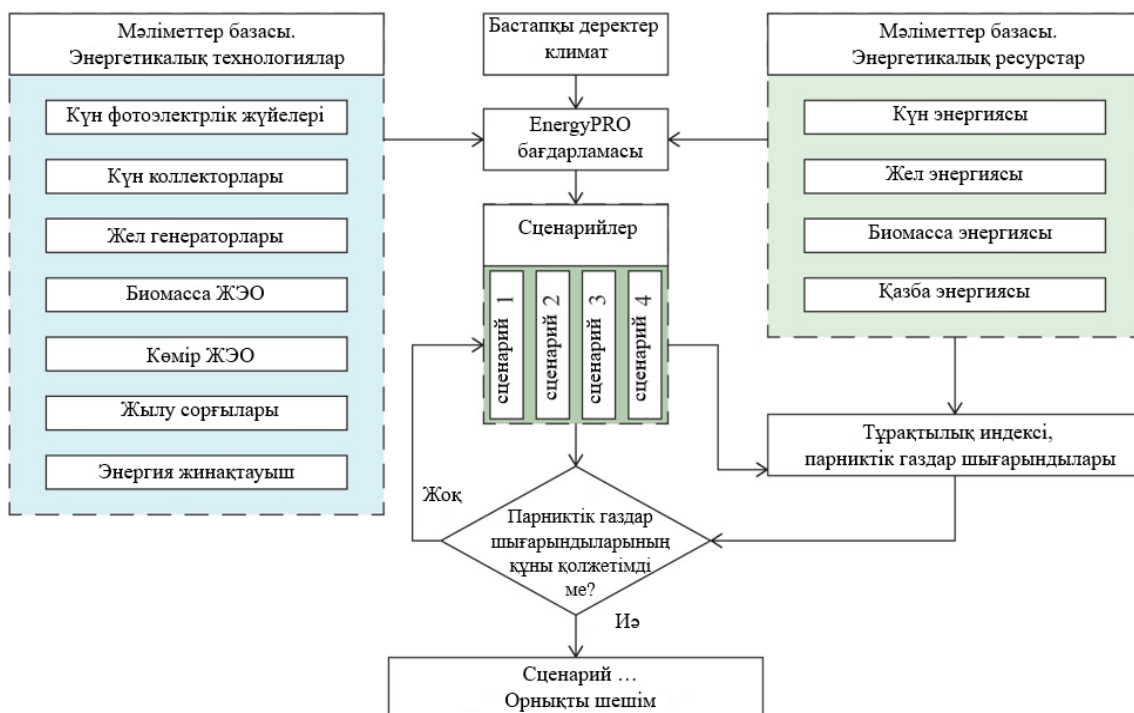 Мәліметтер базасы.
Энергетикалық технологиялар
Күн фотоэлектрлік жүйелері
Күн коллекторлары
Жел генераторлары
Биомасса ЖЭО
Көмір ЖЭО
Жылу сорғылары
Энергия жинақтауыш
Бастапқы деректер
климат
EnergyPRO
бағдарламасы
Сценарийлер
сценарий 1
сценарий 2
сценарий 3
сценарий 4
Мәліметтер базасы.
Энергетикалық ресурстар
Күн энергиясы
Жел энергиясы
Биомасса энергиясы
Қазба энергиясы
Тұрақтылық индексі,
парниктік газдар шығарындылары
Жоқ
Парниктік газдар
шығарындыларының
құны қолжетімді
ме?
Иә
Сценарий …
Орнықты шешім